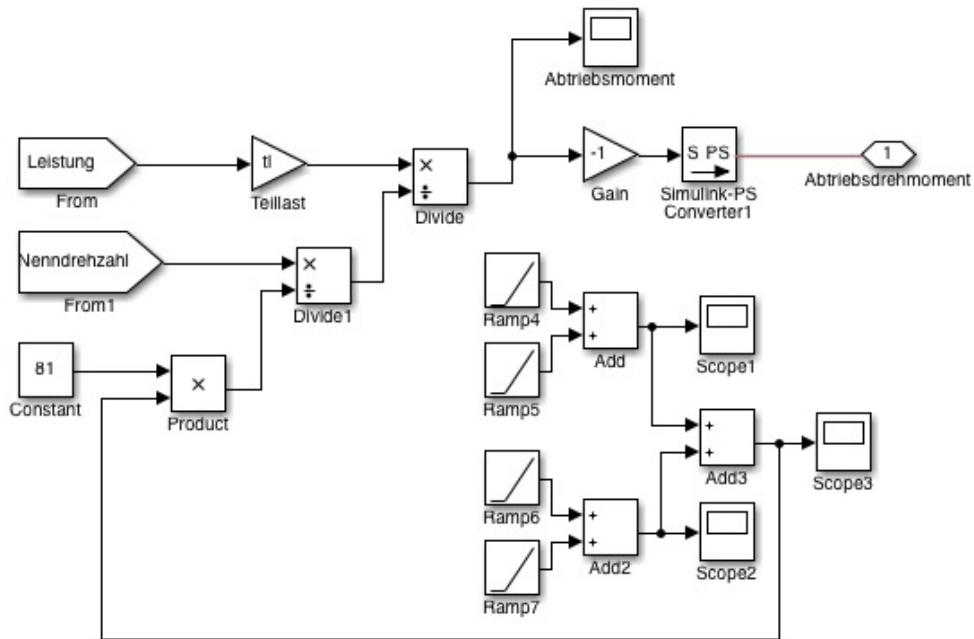 Abtriebsmoment
Leistung
From
tl
Teillast
×
÷
Divide
-1
Gain
S PS
Simulink-PS
Converter1
1
Abtriebsdrehmoment
Nenndrehzahl
From1
×
÷
Divide1
81
Constant
×
Product
Ramp4
Ramp5
+
+
Add
Scope1
+
+
Add3
Scope3
Ramp6
Ramp7
+
+
Add2
Scope2